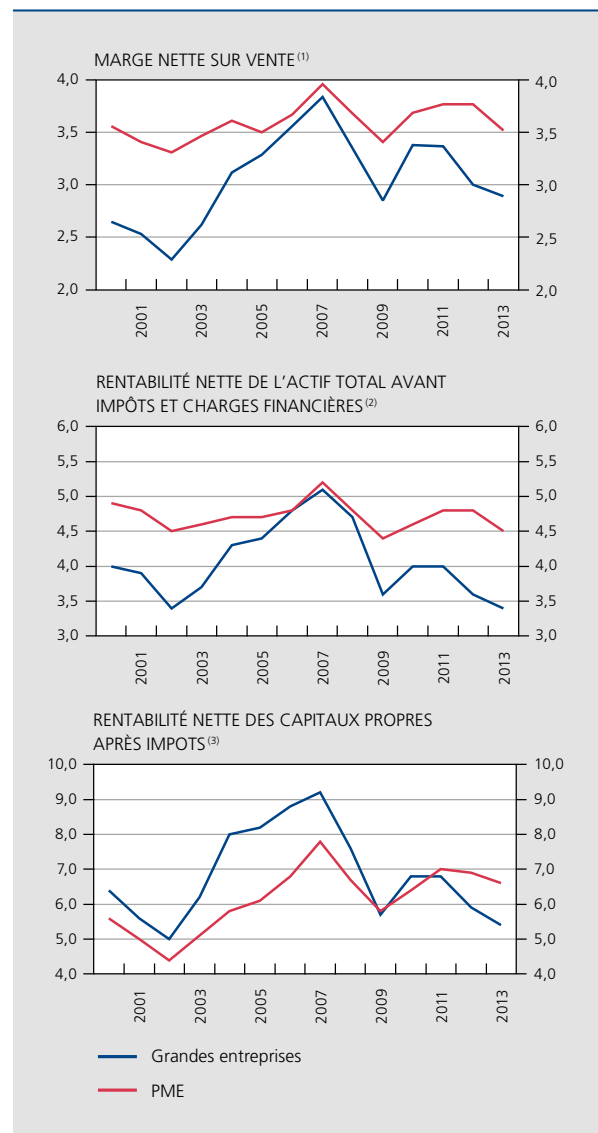 MARGE NETTE SUR VENTE (1)
4,0 4,0
3,5 3,5
3,0 3,0
2,5 2,5
2,0 2,0
2001 2003 2005 2007 2009 2011 2013
RENTABILITÉ NETTE DE L'ACTIF TOTAL AVANT
IMPÔTS ET CHARGES FINANCIÈRES (2)
6,0 6,0
5,5 5,5
5,0 5,0
4,5 4,5
4,0 4,0
3,5 3,5
3,0 3,0
2001 2003 2005 2007 2009 2011 2013
RENTABILITÉ NETTE DES CAPITAUX PROPRES
APRÈS IMPOTS (3)
10,0 10,0
9,0 9,0
8,0 8,0
7,0 7,0
6,0 6,0
5,0 5,0
4,0 4,0
2001 2003 2005 2007 2009 2011 2013
Grandes entreprises
PME